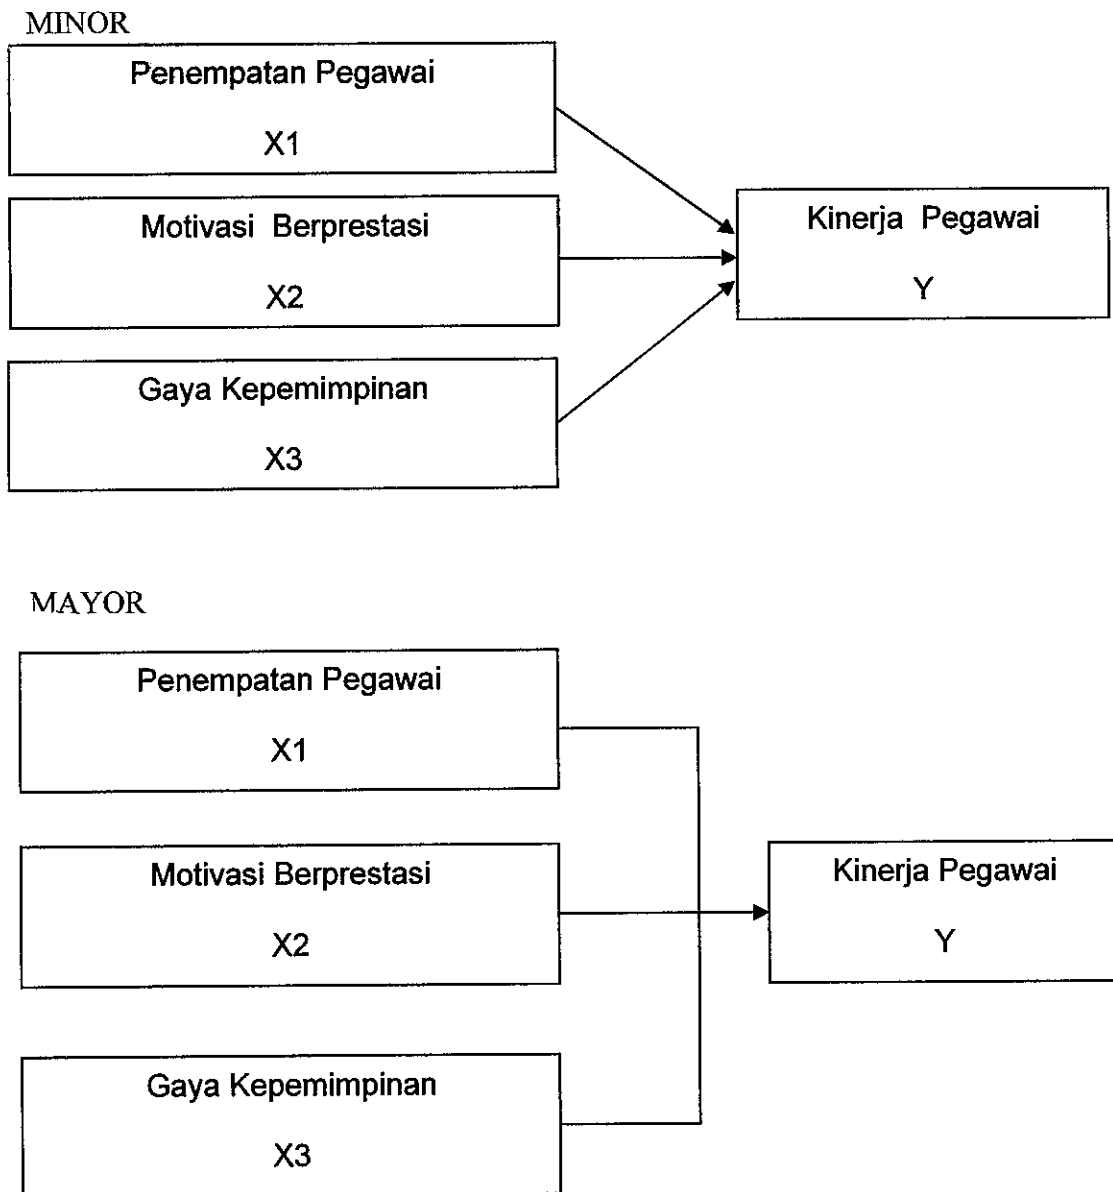 MINOR
Penempatan Pegawai
X1
Motivasi Berprestasi
X2
Gaya Kepemimpinan
X3
Kinerja Pegawai
Y
MAYOR
Penempatan Pegawai
X1
Motivasi Berprestasi
X2
Gaya Kepemimpinan
X3
Kinerja Pegawai
Y